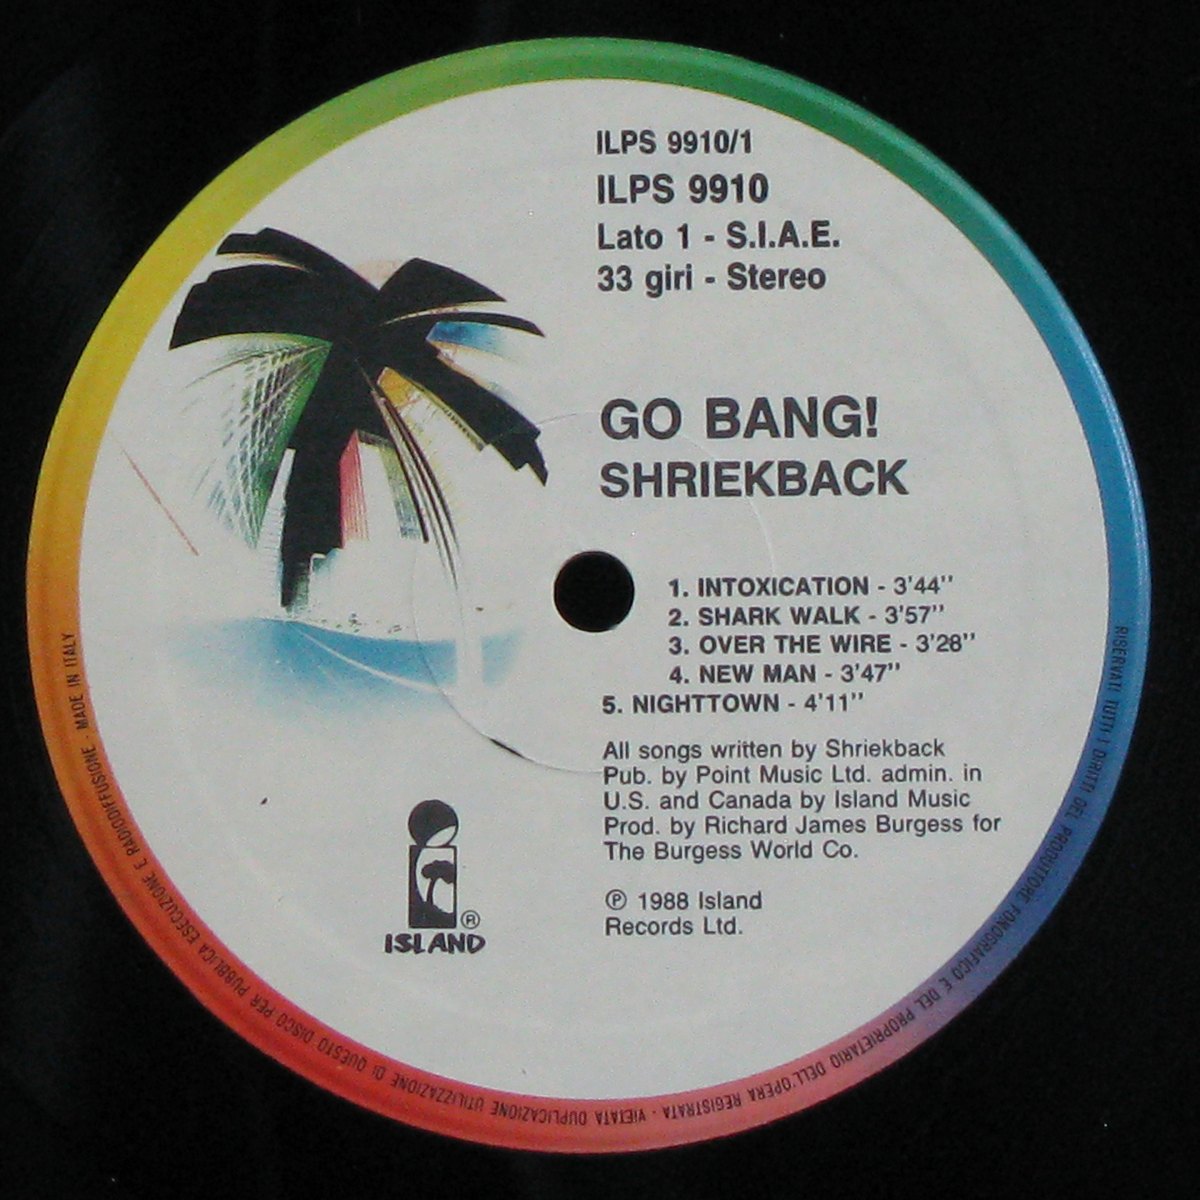 ILPS 9910/1
ILPS 9910
Lato 1 - S.I.A.E.
33 giri - Stereo
GO BANG!
SHRIEKBACK
1. INTOXICATION - 3'44''
2. SHARK WALK - 3'57''
3. OVER THE WIRE - 3'28''
4. NEW MAN - 3'47''
5. NIGHTTOWN - 4'11''
All songs written by Shriekback
Pub. by Point Music Ltd. admin. in
U.S. and Canada by Island Music
Prod. by Richard James Burgess for
The Burgess World Co.
℗ 1988 Island
Records Ltd.
®
ISLAND
RISERVATI TUTTI I DIRITTI DEL PRODUTTORE FONOGRAFICO E DEL PROPRIETARIO DELL'OPERA REGISTRATA - VIETATA DUPLICAZIONE UTILIZZAZIONE DI QUESTO DISCO PER PUBBLICA ESECUZIONE E RADIODIFFUSIONE - MADE IN ITALY